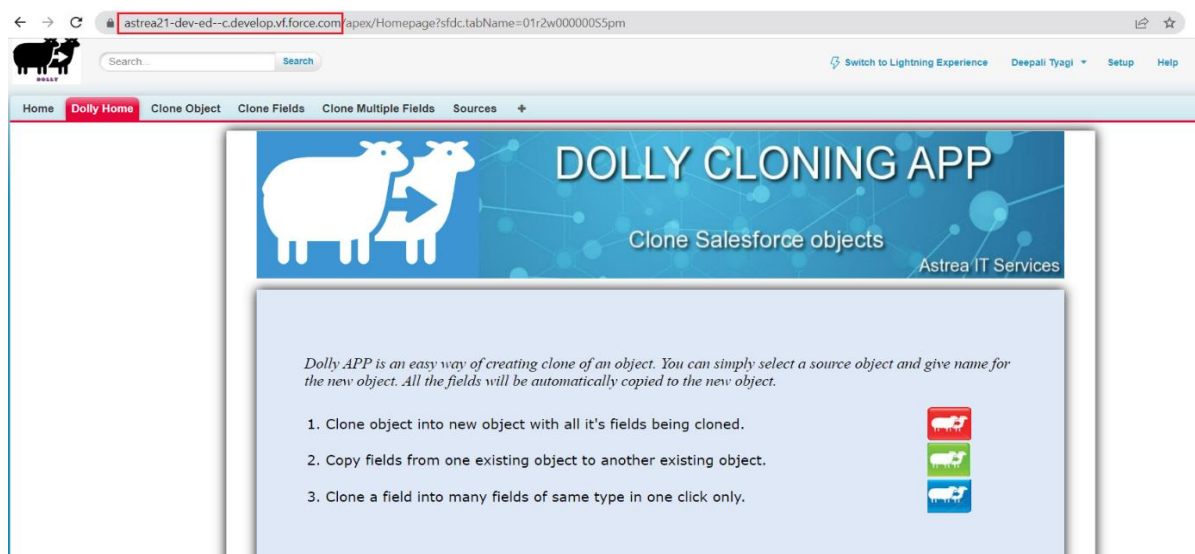 astrea21-dev-ed--c.develop.vf.force.com/apex/Homepage?sfdc.tabName=01r2w000000S5pm
DOLLY
Search...
Search
Switch to Lightning Experience
Deepali Tyagi
Setup
Help
Home
Dolly Home
Clone Object
Clone Fields
Clone Multiple Fields
Sources
+
DOLLY CLONING APP
Clone Salesforce objects
Astrea IT Services
Dolly APP is an easy way of creating clone of an object. You can simply select a source object and give name for
the new object. All the fields will be automatically copied to the new object.
1. Clone object into new object with all it's fields being cloned.
2. Copy fields from one existing object to another existing object.
3. Clone a field into many fields of same type in one click only.